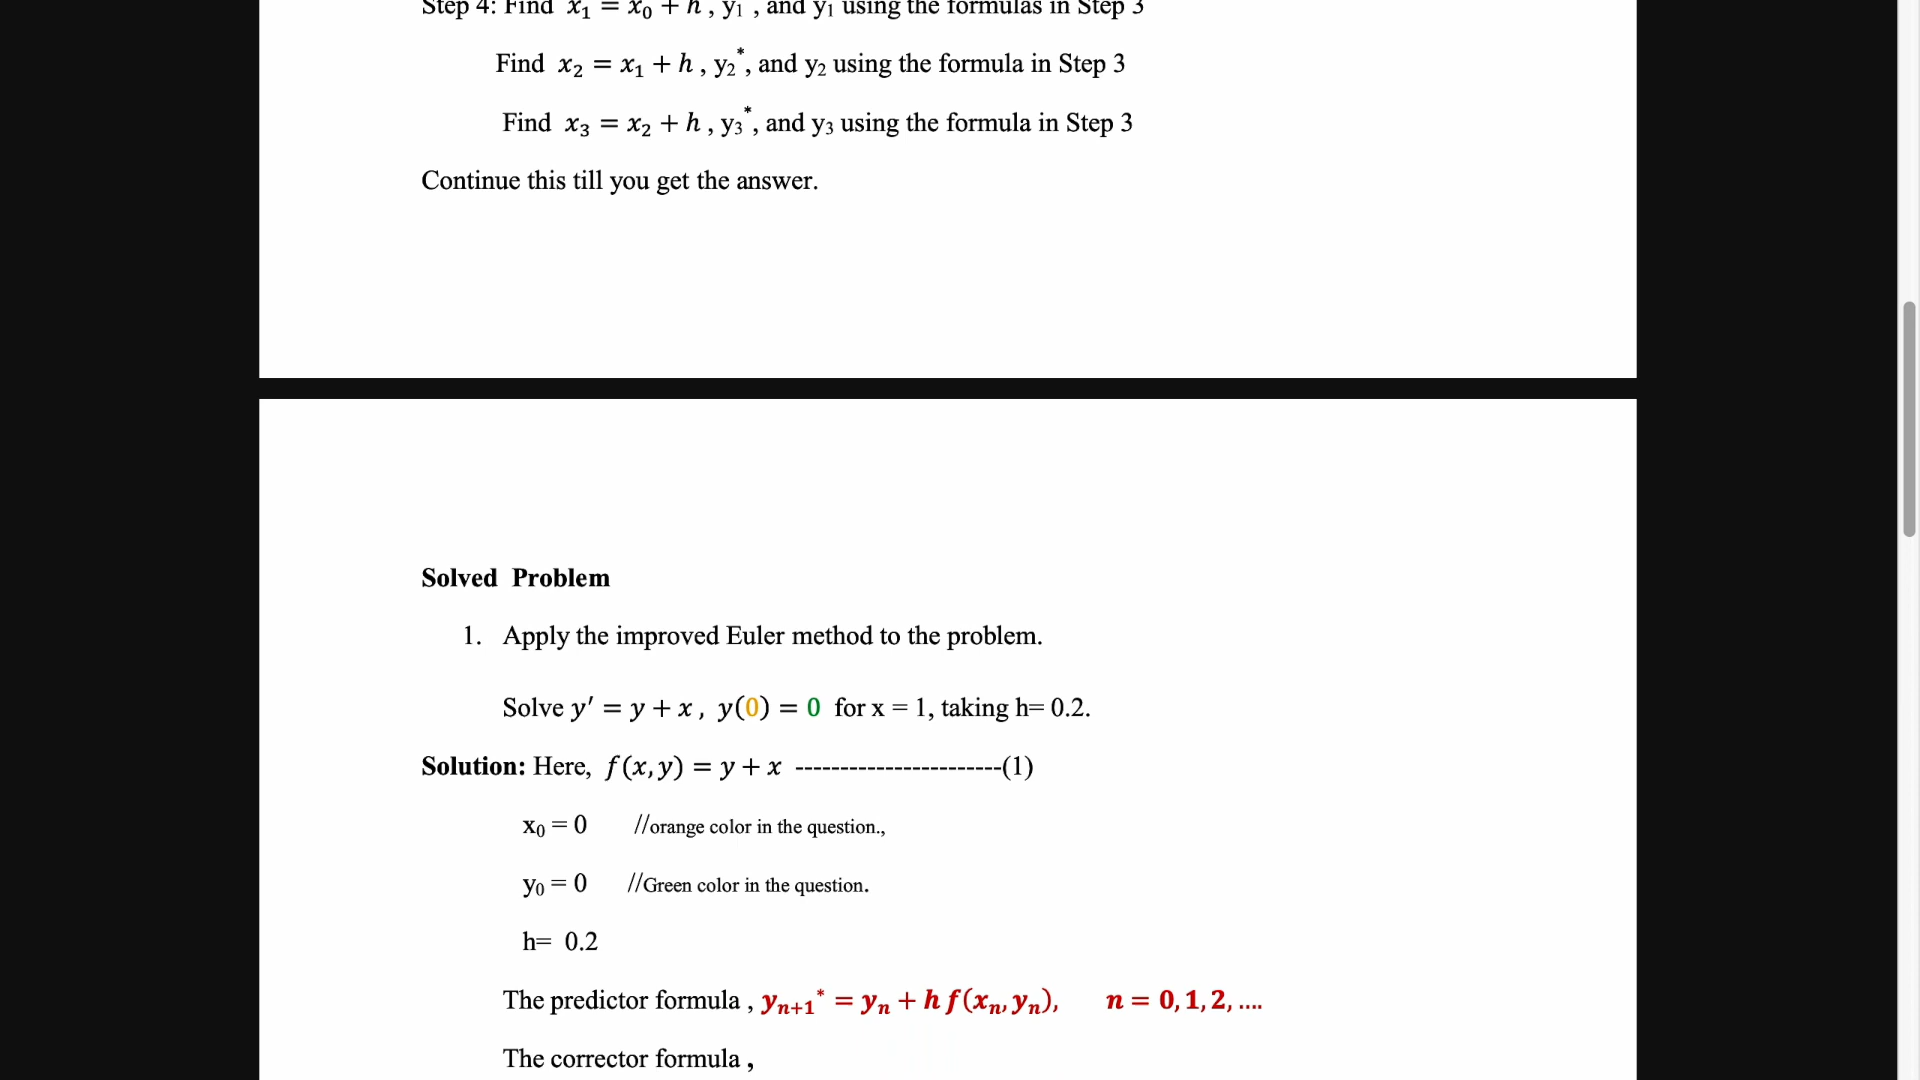 Step 4: Find x₁ = x₀ + h , y₁ , and y₁ using the formulas in Step 3
Find x₂ = x₁ + h , y₂*, and y₂ using the formula in Step 3
Find x₃ = x₂ + h , y₃*, and y₃ using the formula in Step 3
Continue this till you get the answer.
Solved Problem
1. Apply the improved Euler method to the problem.
Solve y′ = y + x , y(0) = 0 for x = 1, taking h= 0.2.
Solution: Here, f(x,y) = y + x -----------------------(1)
x₀ = 0 //orange color in the question.,
y₀ = 0 //Green color in the question.
h= 0.2
The predictor formula , yₙ₊₁* = yₙ + h f(xₙ, yₙ), n = 0, 1, 2, ....
The corrector formula ,